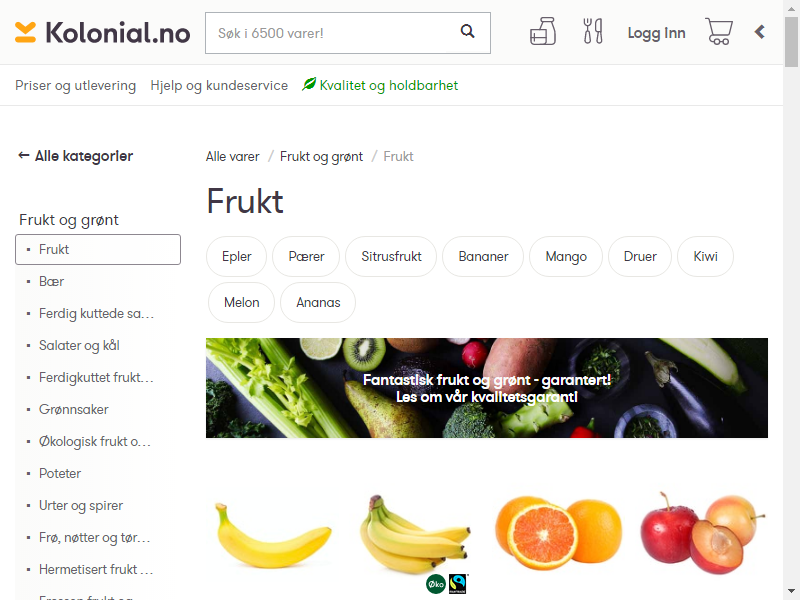 Kolonial.no
Søk i 6500 varer!
Logg Inn
Priser og utlevering
Hjelp og kundeservice
Kvalitet og holdbarhet
← Alle kategorier
Alle varer / Frukt og grønt / Frukt
Frukt
Frukt og grønt
Frukt
Bær
Ferdig kuttede sa...
Salater og kål
Ferdigkuttet frukt...
Grønnsaker
Økologisk frukt o...
Poteter
Urter og spirer
Frø, nøtter og tør...
Hermetisert frukt ...
Epler
Pærer
Sitrusfrukt
Bananer
Mango
Druer
Kiwi
Melon
Ananas
Fantastisk frukt og grønt - garantert!
Les om vår kvalitetsgaranti!
Øko